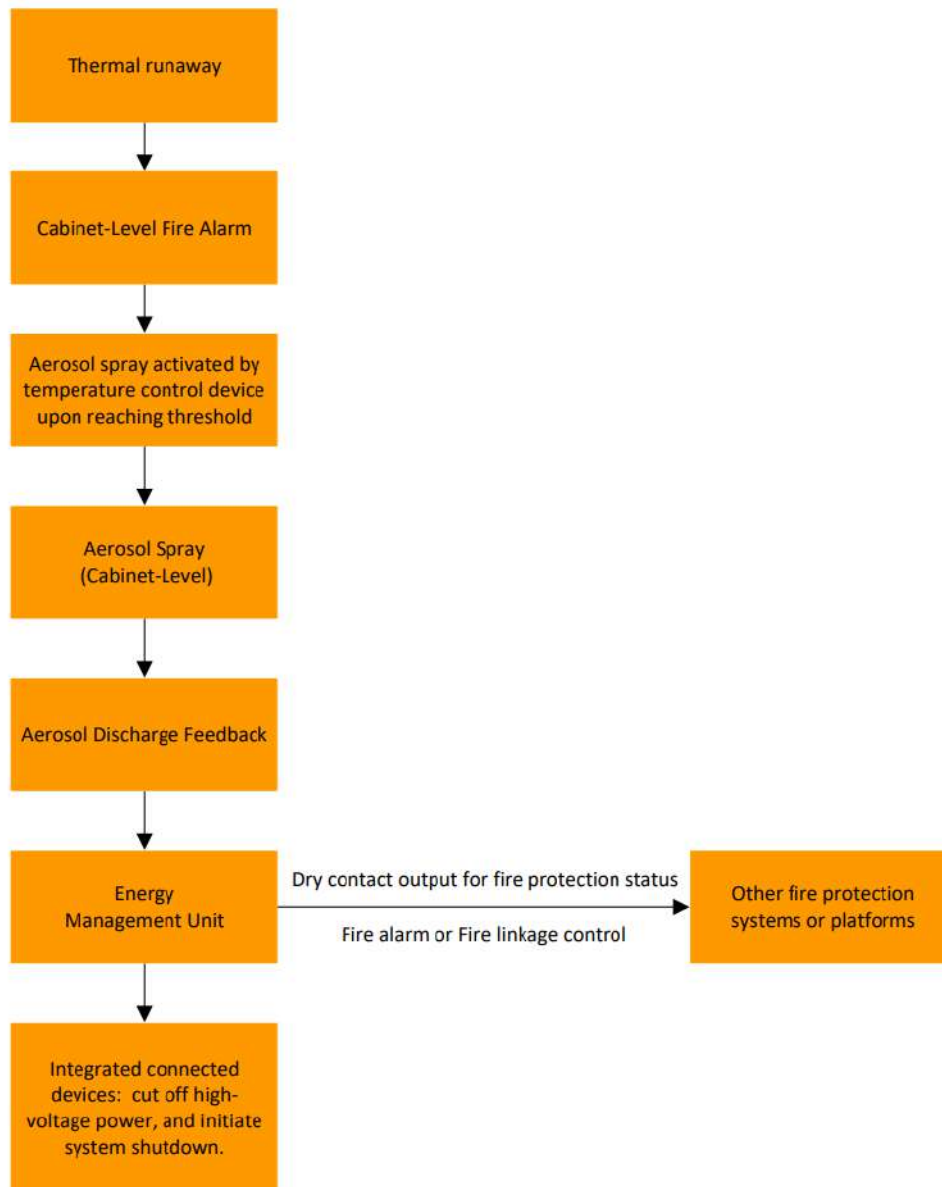 Thermal runaway
Cabinet-Level Fire Alarm
Aerosol spray activated by
temperature control device
upon reaching threshold
Aerosol Spray
(Cabinet-Level)
Aerosol Discharge Feedback
Energy
Management Unit
Dry contact output for fire protection status
Fire alarm or Fire linkage control
Other fire protection
systems or platforms
Integrated connected
devices: cut off high-
voltage power, and initiate
system shutdown.